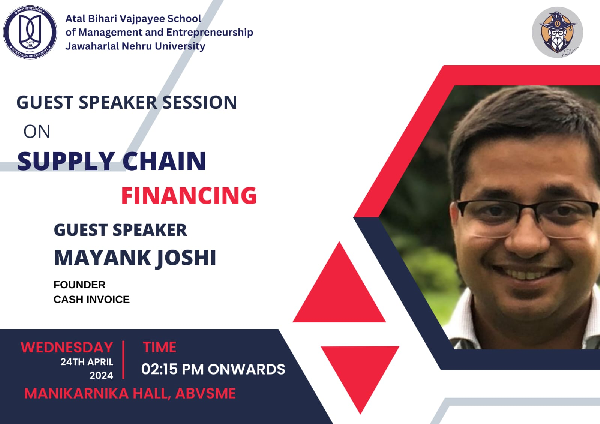 Atal Bihari Vajpayee School
of Management and Entrepreneurship
Jawaharlal Nehru University
GUEST SPEAKER SESSION
ON
SUPPLY CHAIN
FINANCING
GUEST SPEAKER
MAYANK JOSHI
FOUNDER
CASH INVOICE
WEDNESDAY
24TH APRIL
2024
TIME
02:15 PM ONWARDS
MANIKARNIKA HALL, ABVSME